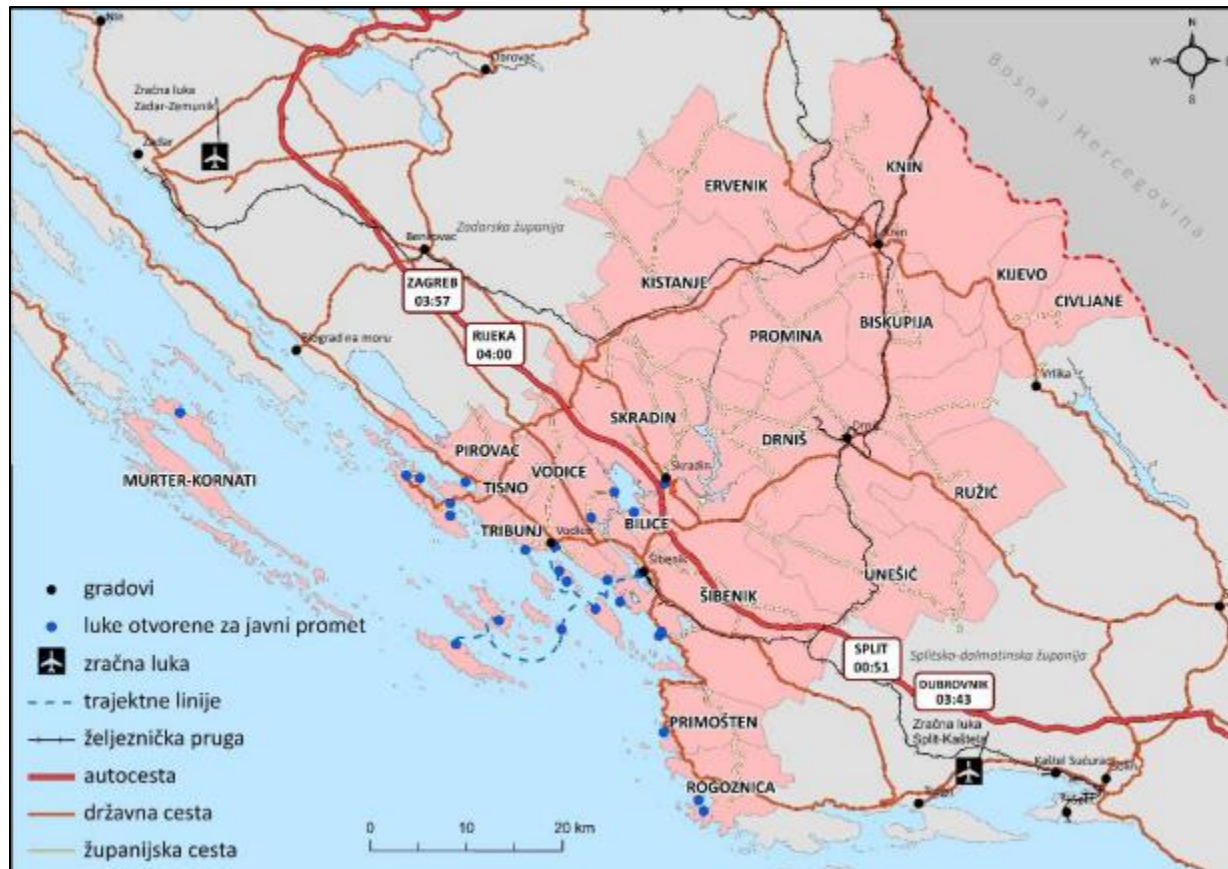 Nin
Obrovac
Zračna luka
Zadar-Zemunik
Zadar
N
W
E
S
Bosna i Hercegovina
KNIN
ERVENIK
Knin
Zadarska županija
Benkovac
ZAGREB
03:57
KISTANJE
KIJEVO
CIVLJANE
BISKUPIJA
PROMINA
RIJEKA
04:00
Biograd na moru
Vrlika
SKRADIN
DRNIŠ
Drniš
PIROVAC
VODICE
Skradin
MURTER-KORNATI
TISNO
RUŽIĆ
TRIBUNJ
Vodice
BILICE
Šibenik
UNEŠIĆ
ŠIBENIK
SPLIT
00:51
Splitsko-dalmatinska županija
DUBROVNIK
03:43
PRIMOŠTEN
Zračna luka
Split-Kaštela
Kaštel Sućurac
Solin
ROGOZNICA
Split
gradovi
luke otvorene za javni promet
zračna luka
trajektne linije
željeznička pruga
autocesta
državna cesta
županijska cesta
0 10 20 km